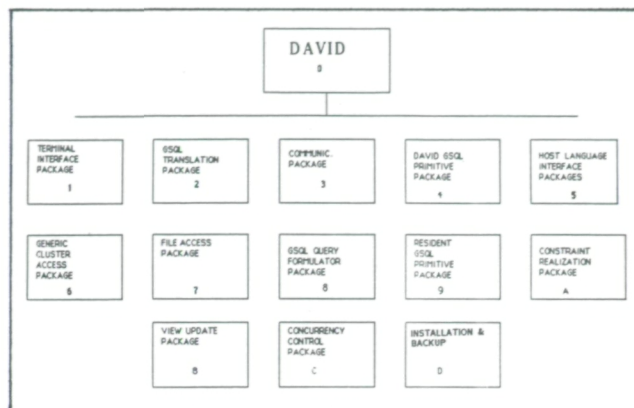 DAVID
0
TERMINAL
INTERFACE
PACKAGE
1
GSQL
TRANSLATION
PACKAGE
2
COMMUNIC.
PACKAGE
3
DAVID GSQL
PRIMITIVE
PACKAGE
4
HOST LANGUAGE
INTERFACE
PACKAGES
5
GENERIC
CLUSTER
ACCESS
PACKAGE
6
FILE ACCESS
PACKAGE
7
GSQL QUERY
FORMULATOR
PACKAGE
8
RESIDENT
GSQL
PRIMITIVE
PACKAGE
9
CONSTRAINT
REALIZATION
PACKAGE
A
VIEW UPDATE
PACKAGE
B
CONCURRENCY
CONTROL
PACKAGE
C
INSTALLATION &
BACKUP
D